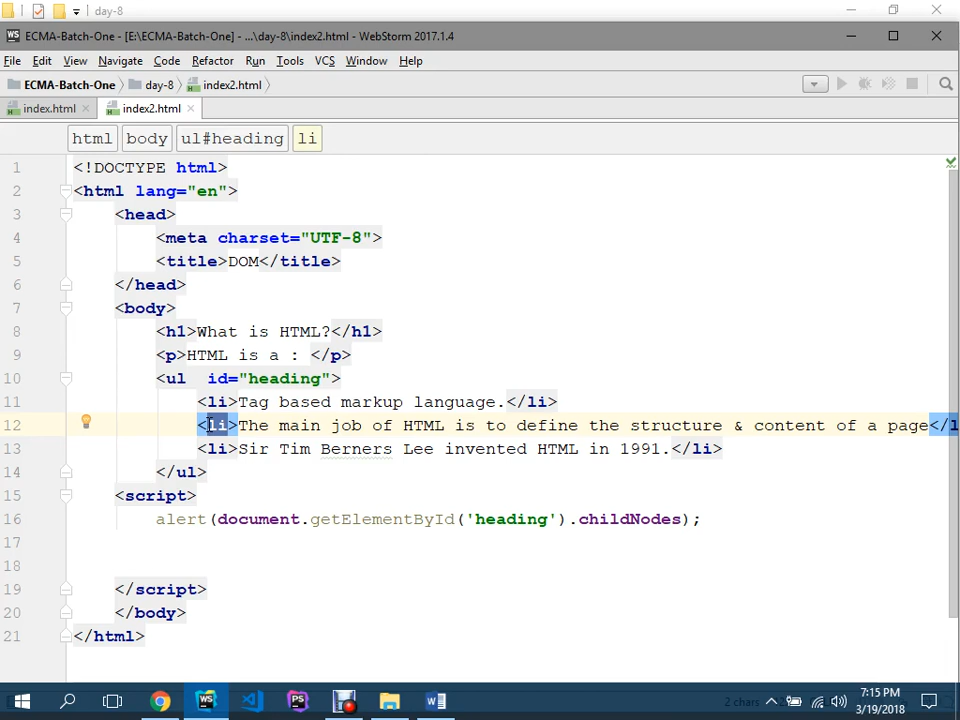 day-8
ECMA-Batch-One - [E:\ECMA-Batch-One] - ...\day-8\index2.html - WebStorm 2017.1.4
File Edit View Navigate Code Refactor Run Tools VCS Window Help
ECMA-Batch-One day-8 index2.html
index.html index2.html
html body ul#heading li
1 <!DOCTYPE html>
2 <html lang="en">
3 <head>
4 <meta charset="UTF-8">
5 <title>DOM</title>
6 </head>
7 <body>
8 <h1>What is HTML?</h1>
9 <p>HTML is a : </p>
10 <ul  id="heading">
11 <li>Tag based markup language.</li>
12 <li>The main job of HTML is to define the structure & content of a page</l
13 <li>Sir Tim Berners Lee invented HTML in 1991.</li>
14 </ul>
15 <script>
16 alert(document.getElementById('heading').childNodes);
17
18
19 </script>
20 </body>
21 </html>
2 chars
7:15 PM
3/19/2018